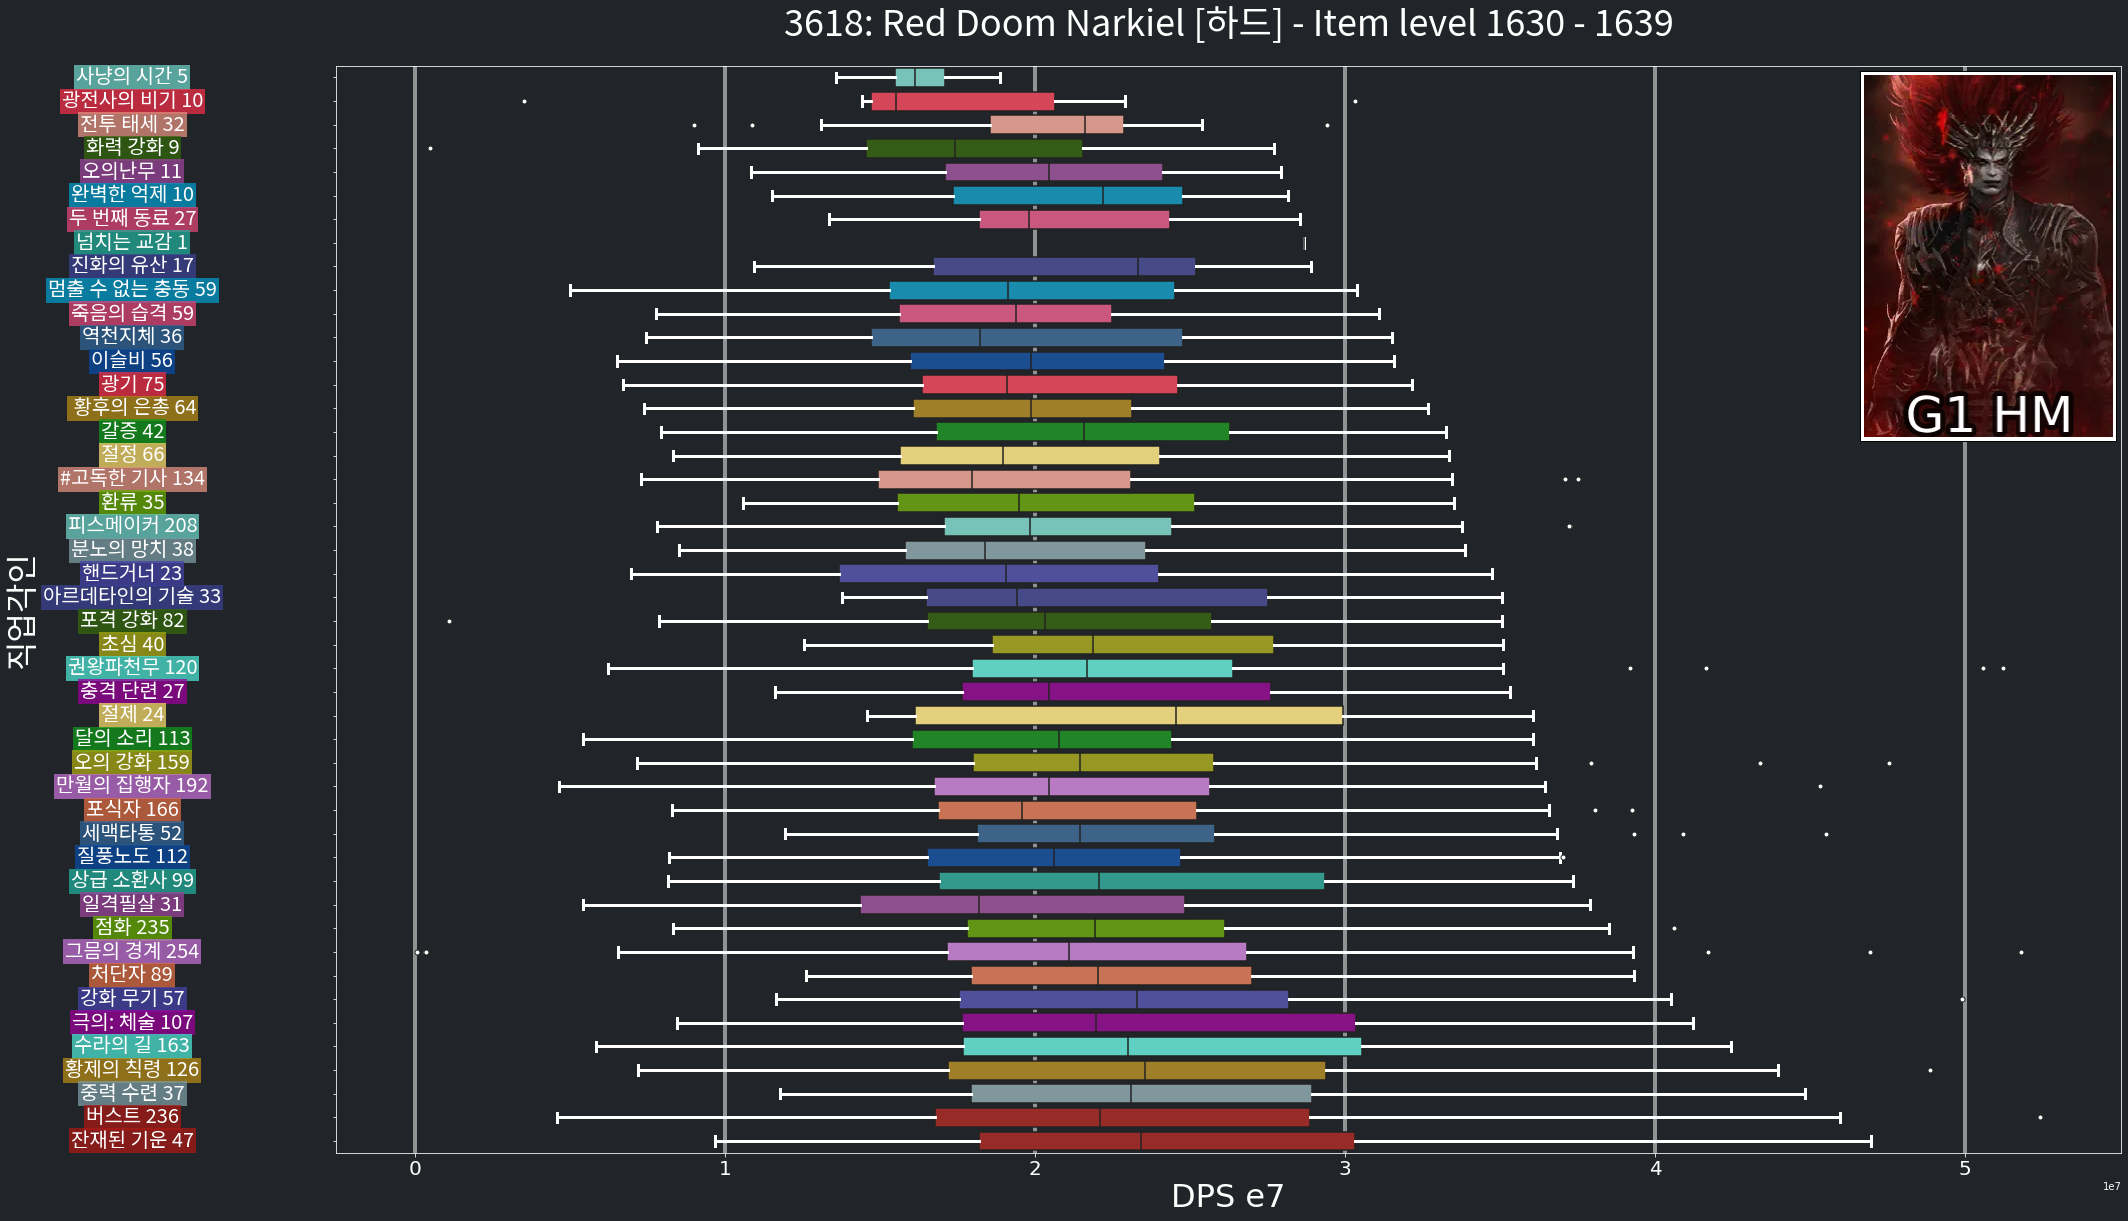 3618: Red Doom Narkiel [하드] - Item level 1630 - 1639
사냥의 시간 5
광전사의 비기 10
전투 태세 32
화력 강화 9
오의난무 11
완벽한 억제 10
두 번째 동료 27
넘치는 교감 1
진화의 유산 17
멈출 수 없는 충동 59
죽음의 습격 59
역천지체 36
이슬비 56
광기 75
황후의 은총 64
갈증 42
절정 66
#고독한 기사 134
환류 35
피스메이커 208
분노의 망치 38
핸드거너 23
아르데타인의 기술 33
포격 강화 82
초심 40
권왕파천무 120
충격 단련 27
절제 24
달의 소리 113
오의 강화 159
만월의 집행자 192
포식자 166
세맥타통 52
질풍노도 112
상급 소환사 99
일격필살 31
점화 235
그믐의 경계 254
처단자 89
강화 무기 57
극의: 체술 107
수라의 길 163
황제의 칙령 126
중력 수련 37
버스트 236
잔재된 기운 47
직업각인
G1 HM
0 1 2 3 4 5
1e7
DPS e7